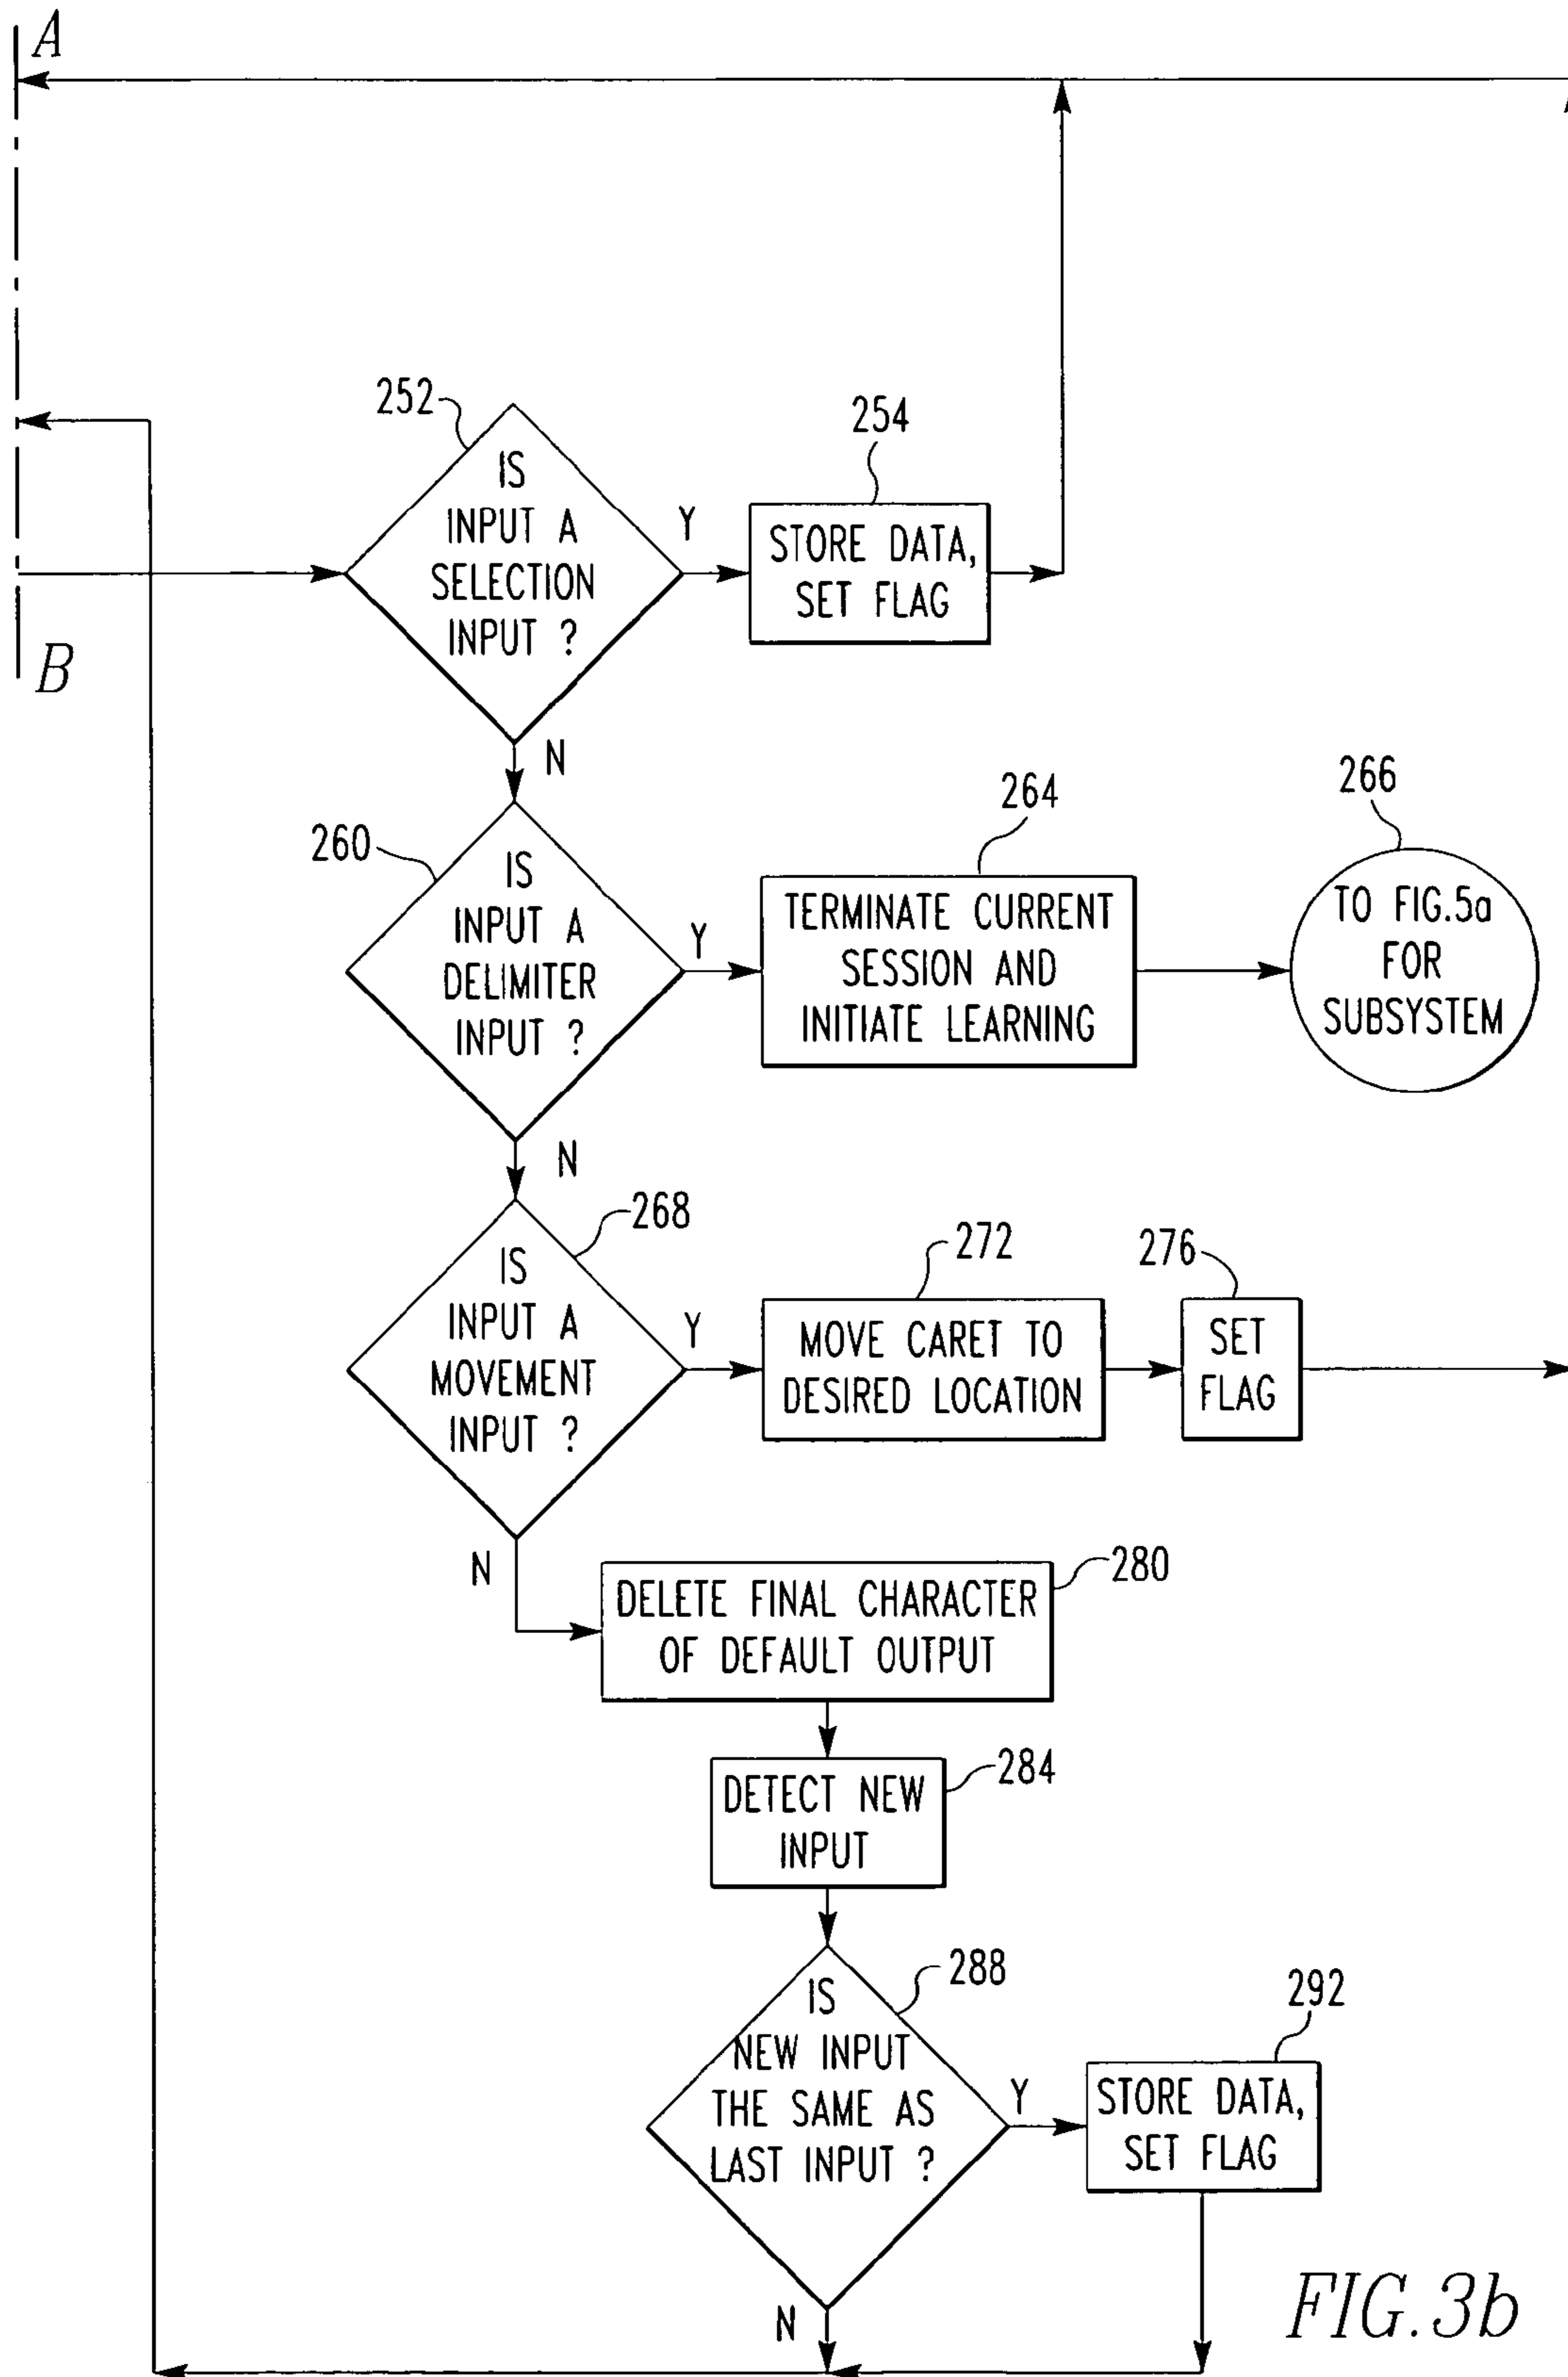 A
252
IS
INPUT A
SELECTION
INPUT ?
Y
254
STORE DATA,
SET FLAG
B
N
260
IS
INPUT A
DELIMITER
INPUT ?
Y
264
TERMINATE CURRENT
SESSION AND
INITIATE LEARNING
266
TO FIG.5a
FOR
SUBSYSTEM
N
268
IS
INPUT A
MOVEMENT
INPUT ?
Y
272
MOVE CARET TO
DESIRED LOCATION
276
SET
FLAG
N
280
DELETE FINAL CHARACTER
OF DEFAULT OUTPUT
284
DETECT NEW
INPUT
288
IS
NEW INPUT
THE SAME AS
LAST INPUT ?
Y
292
STORE DATA,
SET FLAG
N
FIG.3b